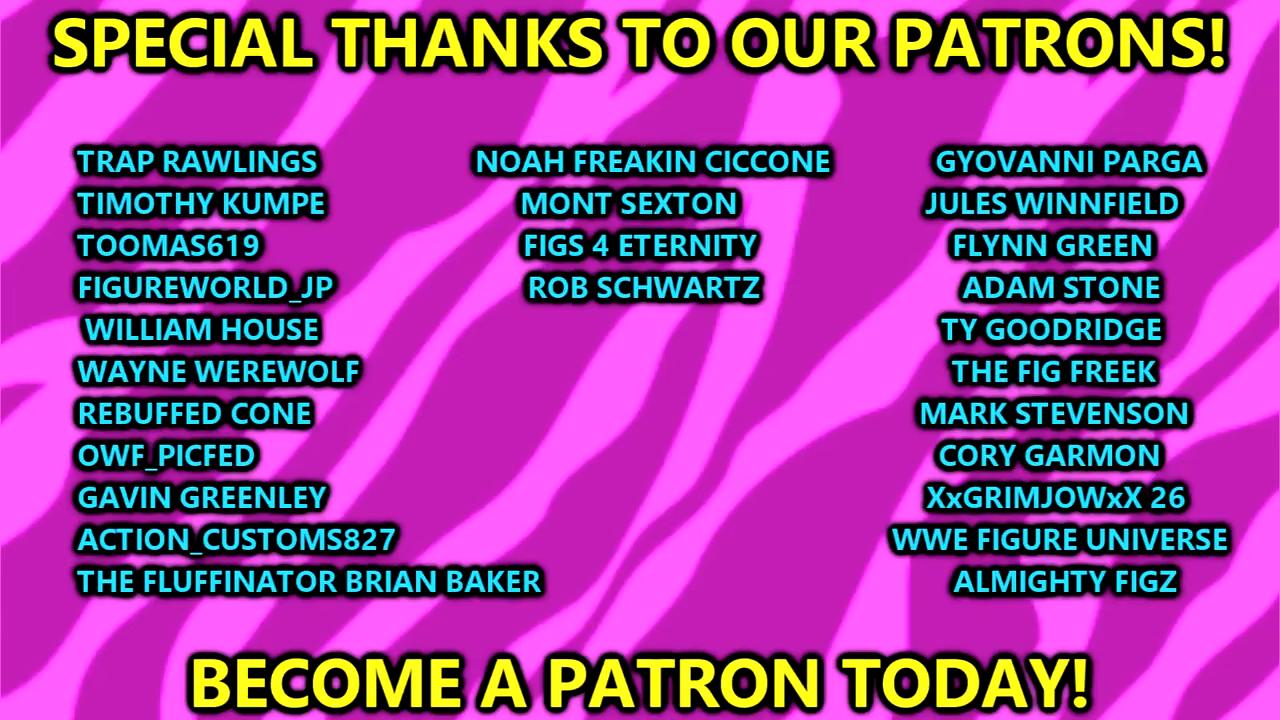 SPECIAL THANKS TO OUR PATRONS!
TRAP RAWLINGS
TIMOTHY KUMPE
TOOMAS619
FIGUREWORLD_JP
WILLIAM HOUSE
WAYNE WEREWOLF
REBUFFED CONE
OWF_PICFED
GAVIN GREENLEY
ACTION_CUSTOMS827
THE FLUFFINATOR BRIAN BAKER
NOAH FREAKIN CICCONE
MONT SEXTON
FIGS 4 ETERNITY
ROB SCHWARTZ
GYOVANNI PARGA
JULES WINNFIELD
FLYNN GREEN
ADAM STONE
TY GOODRIDGE
THE FIG FREEK
MARK STEVENSON
CORY GARMON
XxGRIMJOWxX 26
WWE FIGURE UNIVERSE
ALMIGHTY FIGZ
BECOME A PATRON TODAY!